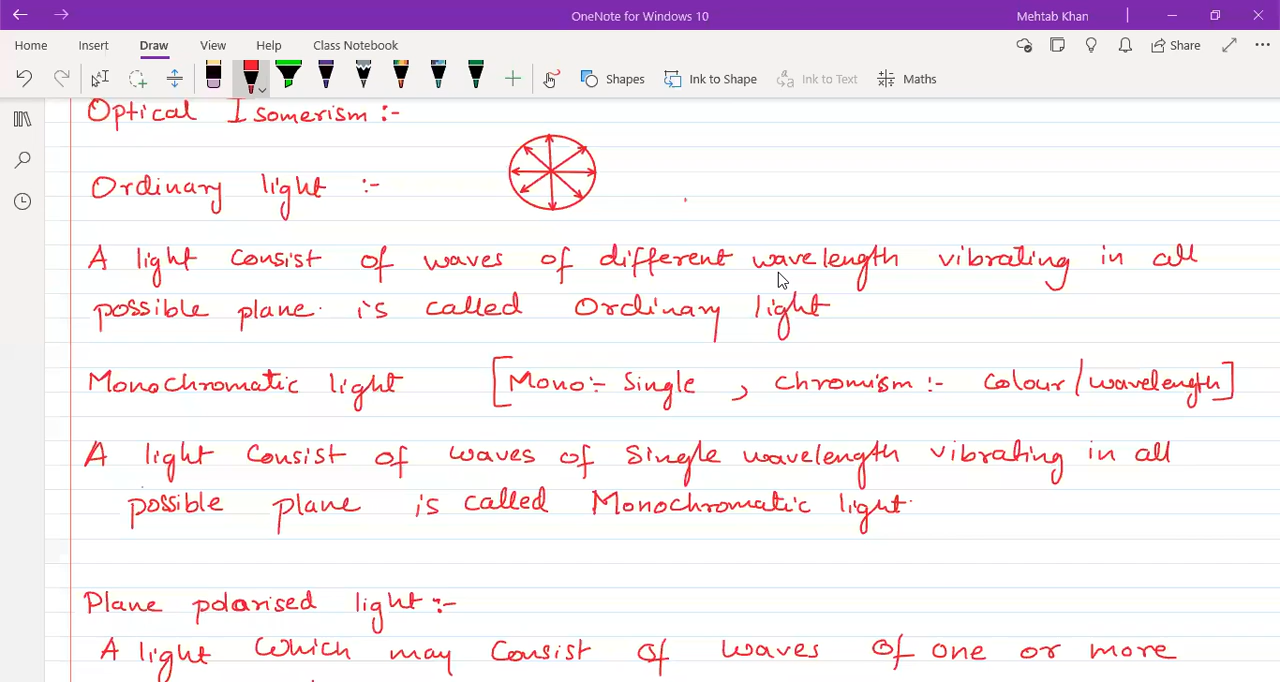 OneNote for Windows 10
Mehtab Khan
Home Insert Draw View Help Class Notebook
Share
Shapes Ink to Shape Ink to Text Maths
Optical Isomerism :-
Ordinary light :-
A light consist of waves of different wavelength vibrating in all
possible plane. is called Ordinary light
Monochromatic light [Mono :- Single , Chromism :- Colour/wavelength]
A light consist of waves of single wavelength vibrating in all
possible plane is called Monochromatic light.
Plane polarised light :-
A light which may consist of waves of one or more